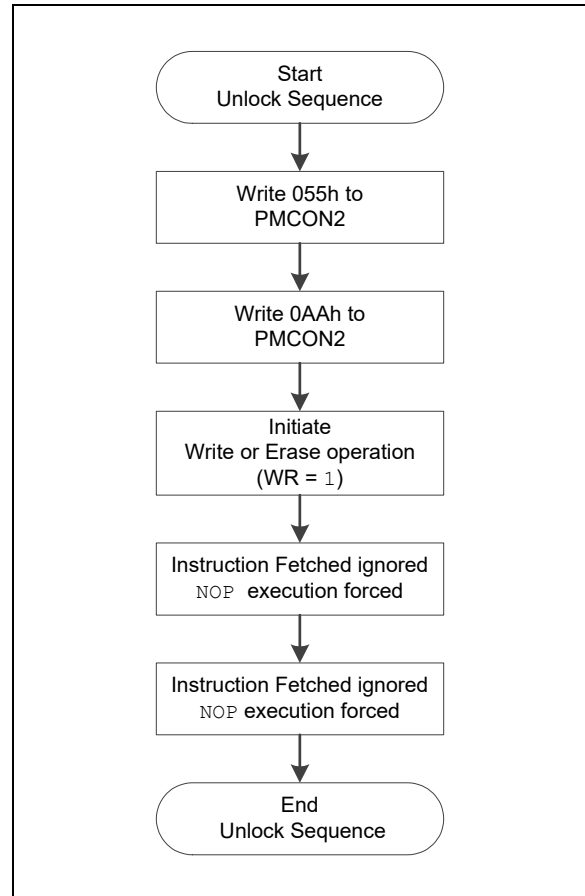 Start
Unlock Sequence
Write 055h to
PMCON2
Write 0AAh to
PMCON2
Initiate
Write or Erase operation
(WR = 1)
Instruction Fetched ignored
NOP execution forced
Instruction Fetched ignored
NOP execution forced
End
Unlock Sequence